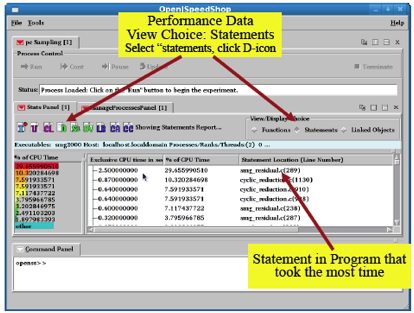 Open|SpeedShop
Performance Data
View Choice: Statements
Select “statements, click D-icon
File Tools Help
pc Sampling [1]
Process Control
Run Cont Pause Update Terminate
Status: Process Loaded: Click on the "Run" button to begin the experiment.
Stats Panel [1] ManageProcessesPanel [1]
View/Display Choice
Showing Statements Report... Functions Statements Linked Objects
Executables: smg2000 Host: localhost.localdomain Processes/Ranks/Threads:(2) 0 ...
% of CPU Time
29.455990510
10.320284698
7.591933571
7.591933571
7.117437722
3.795966785
3.202846975
2.491103203
1.897983393
other
Exclusive CPU time in sec % of CPU Time Statement Location (Line Number)
2.500000000 29.655990510 smg_residual.c(289)
0.870000000 10.320284698 cyclic_reduction.c(1130)
0.640000000 7.591933571 cyclic_reduction.c(910)
0.640000000 7.591933571 smg_residual.c(
0.600000000 7.117437722 smg_residual.c(238)
0.320000000 3.795966785 smg_residual.c(287)
Statement in Program that
took the most time
Command Panel
openss>>